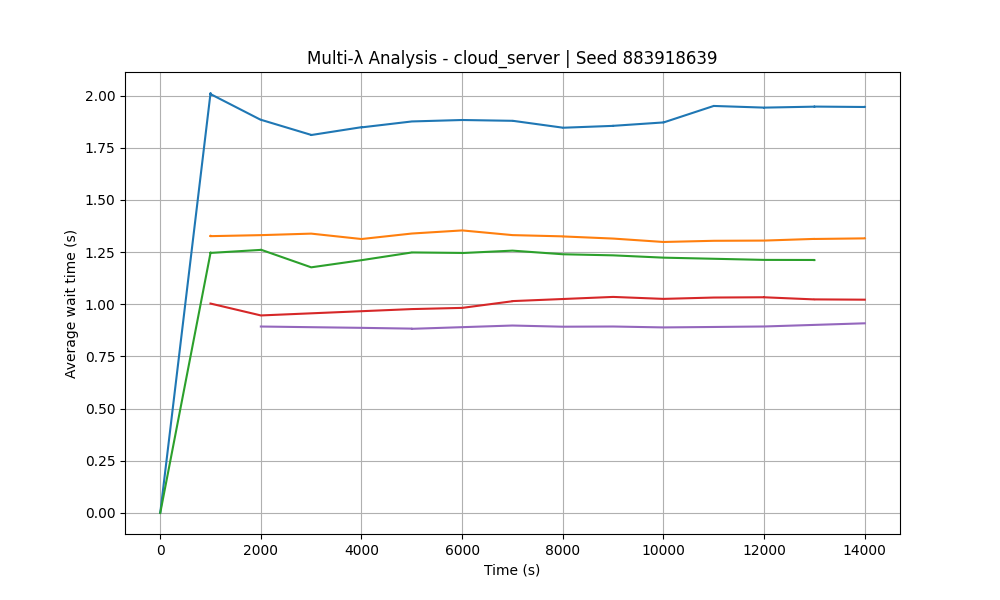 Multi-λ Analysis - cloud_server | Seed 883918639
2.00
1.75
1.50
1.25
1.00
0.75
0.50
0.25
0.00
Average wait time (s)
0 2000 4000 6000 8000 10000 12000 14000
Time (s)